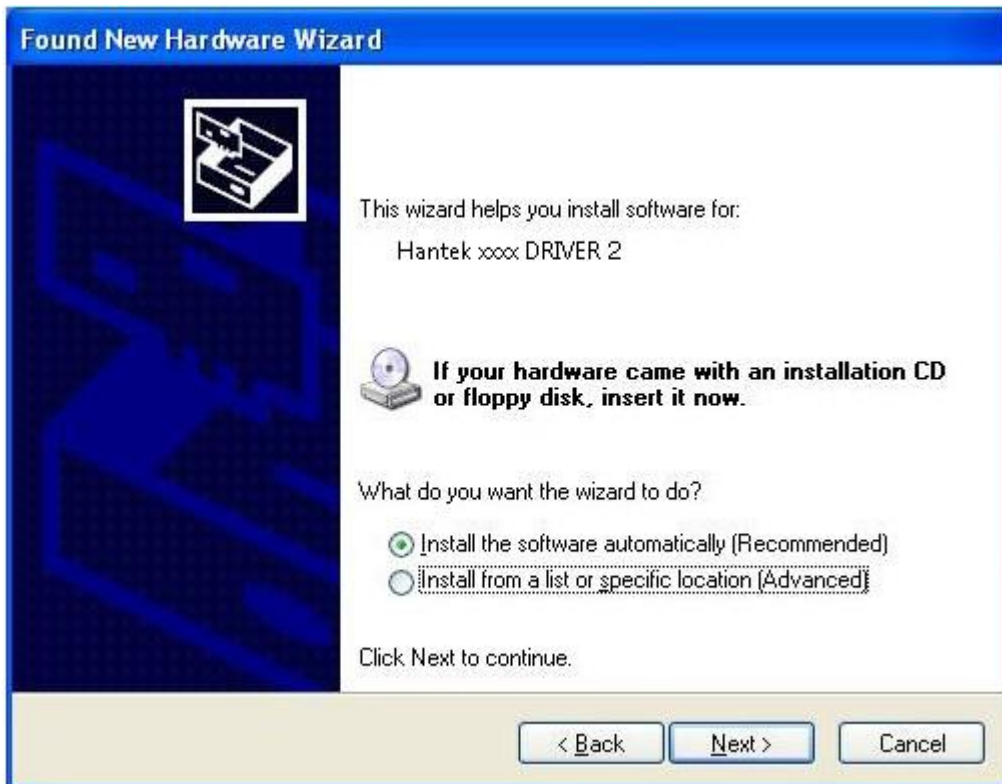 Found New Hardware Wizard
This wizard helps you install software for:
Hantek xxxx DRIVER 2
If your hardware came with an installation CD
or floppy disk, insert it now.
What do you want the wizard to do?
Install the software automatically (Recommended)
Install from a list or specific location (Advanced)
Click Next to continue.
< Back
Next >
Cancel